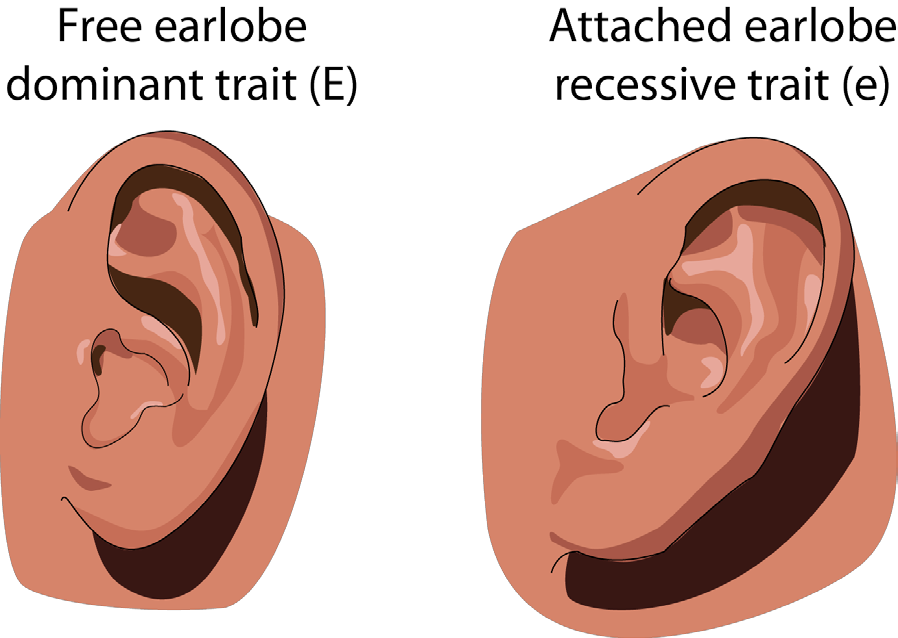 Free earlobe
dominant trait (E)
Attached earlobe
recessive trait (e)